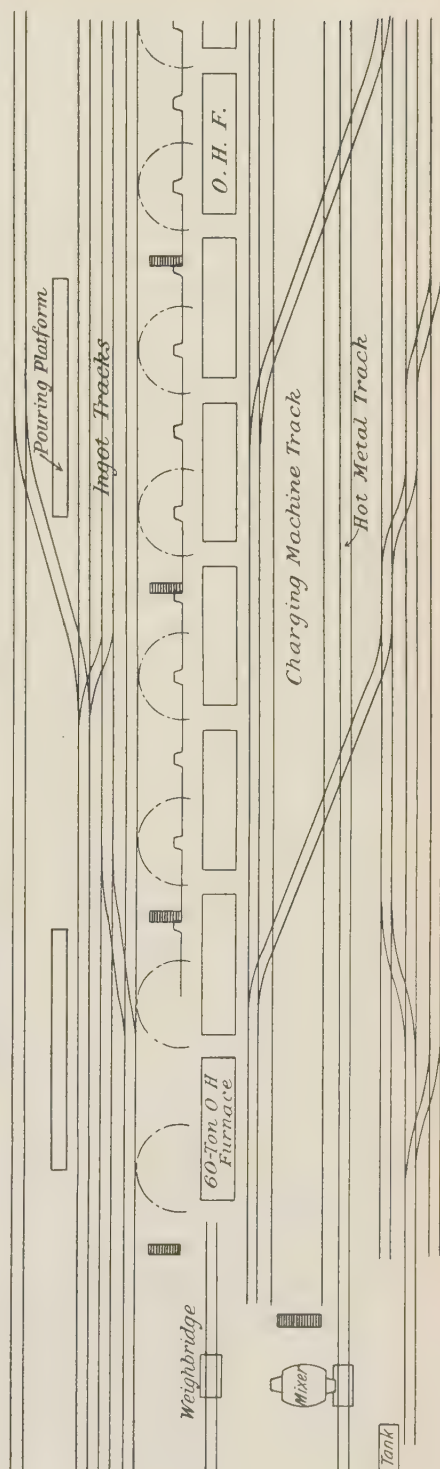 O. H. F.
Pouring Platform
Ingot Tracks
Charging Machine Track
Hot Metal Track
60-Ton O H
Furnace
Weighbridge
Mixer
Tank